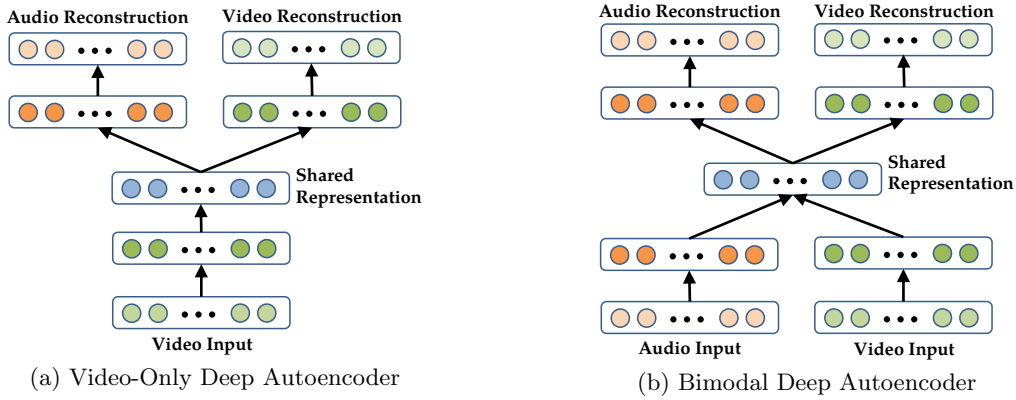 Audio Reconstruction
Video Reconstruction
Shared
Representation
Video Input
(a) Video-Only Deep Autoencoder
Audio Reconstruction
Video Reconstruction
Shared
Representation
Audio Input
Video Input
(b) Bimodal Deep Autoencoder